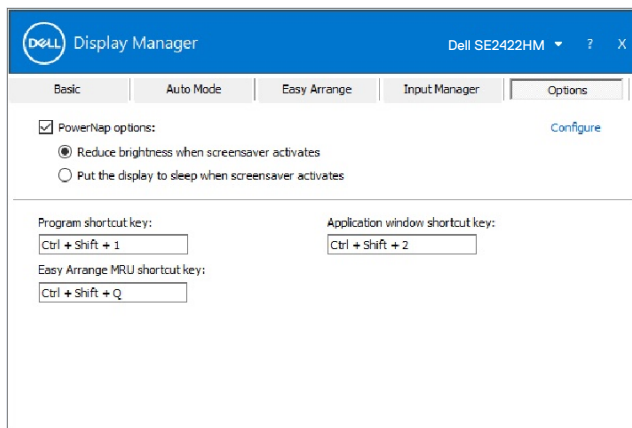 DELL Display Manager Dell SE2422HM ? X
Basic Auto Mode Easy Arrange Input Manager Options
PowerNap options: Configure
Reduce brightness when screensaver activates
Put the display to sleep when screensaver activates
Program shortcut key: Application window shortcut key:
Ctrl + Shift + 1 Ctrl + Shift + 2
Easy Arrange MRU shortcut key:
Ctrl + Shift + Q